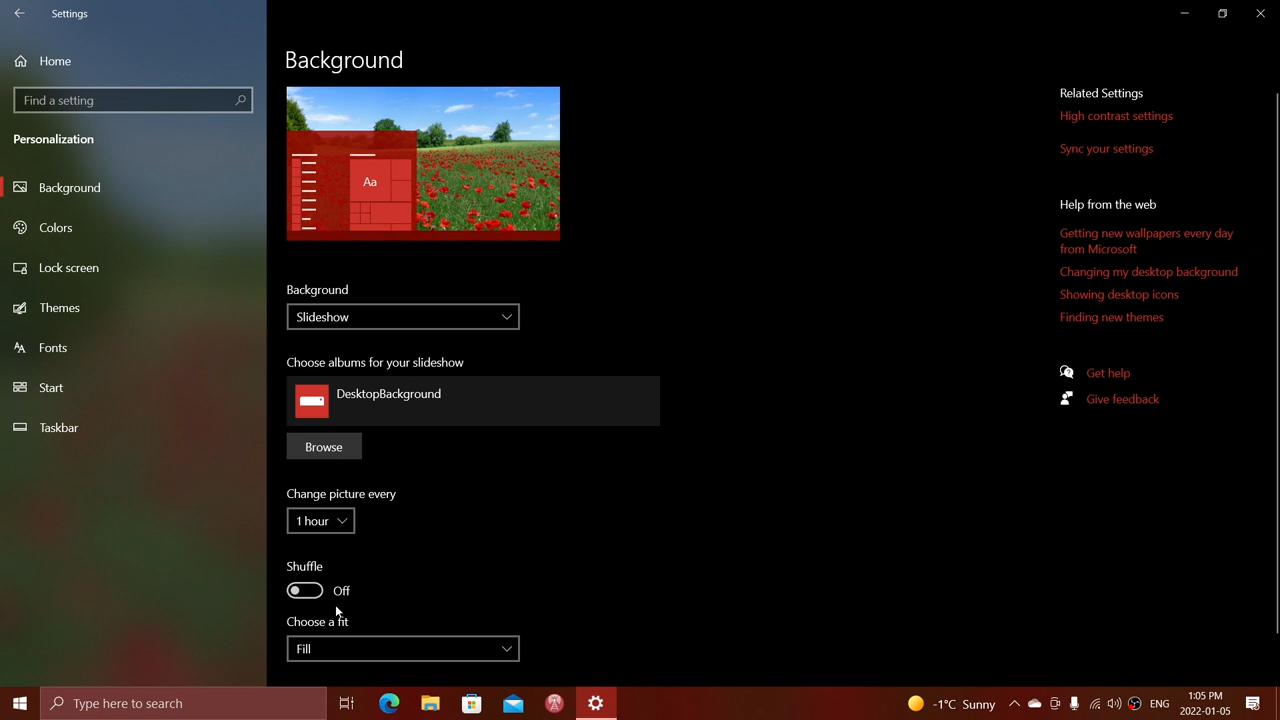 Settings
Home
Find a setting
Personalization
Background
Colors
Lock screen
Themes
Fonts
Start
Taskbar
Background
Aa
Background
Slideshow
Choose albums for your slideshow
DesktopBackground
Browse
Change picture every
1 hour
Shuffle
Off
Choose a fit
Fill
Related Settings
High contrast settings
Sync your settings
Help from the web
Getting new wallpapers every day
from Microsoft
Changing my desktop background
Showing desktop icons
Finding new themes
Get help
Give feedback
Type here to search
-1°C Sunny
ENG
1:05 PM
2022-01-05